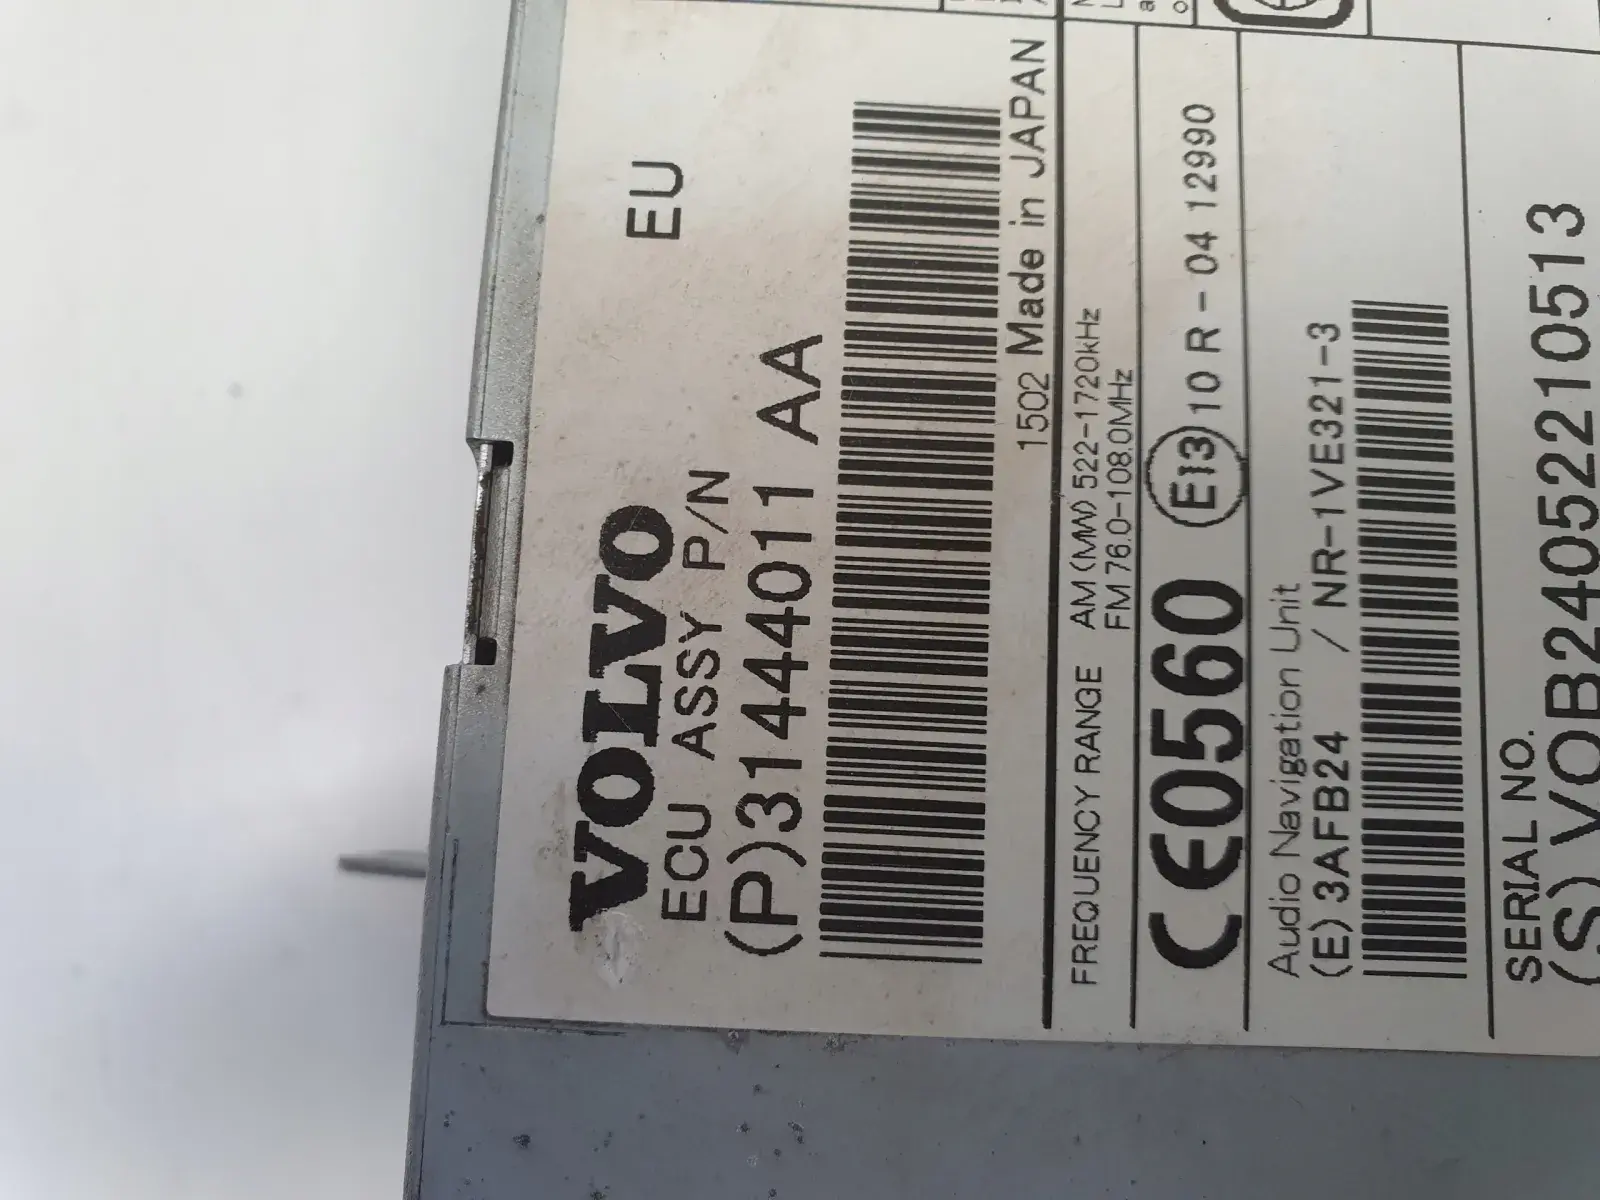 VOLVO
ECU ASSY P/N EU
(P)31444011 AA
1502 Made in JAPAN
FREQUENCY RANGE AM(MW) 522-1720kHz
FM 76.0-108.0MHz
CE0560 E13 10 R-04 12990
Audio Navigation Unit
(E) 3AFB24 / NR-1VE321-3
SERIAL NO.
(S) VOB24052210513